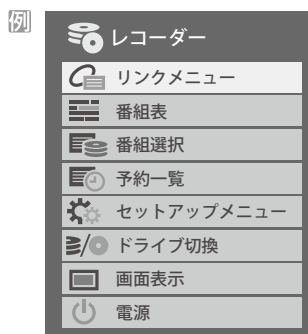 例
レコーダー
リンクメニュー
番組表
番組選択
予約一覧
セットアップメニュー
ドライブ切換
画面表示
電源